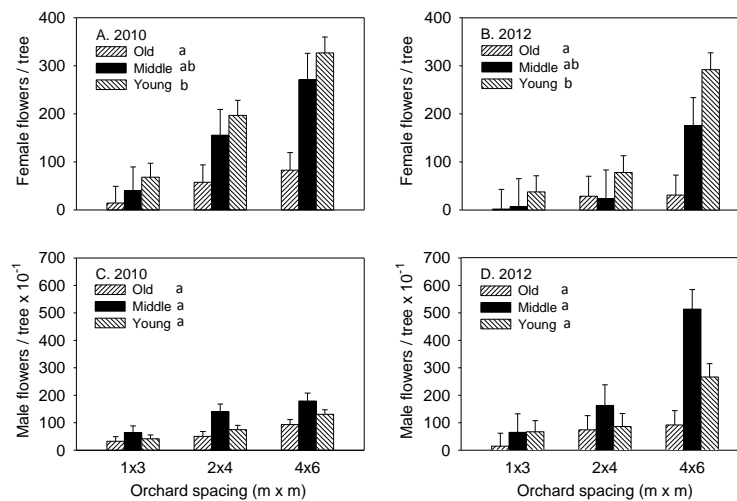 A. 2010
Old a
Middle ab
Young b
Female flowers / tree
400
300
200
100
0
B. 2012
Old a
Middle ab
Young b
Female flowers / tree
400
300
200
100
0
C. 2010
Old a
Middle a
Young a
Male flowers / tree x 10⁻¹
700
600
500
400
300
200
100
0
1x3 2x4 4x6
Orchard spacing (m x m)
D. 2012
Old a
Middle a
Young a
Male flowers / tree x 10⁻¹
700
600
500
400
300
200
100
0
1x3 2x4 4x6
Orchard spacing (m x m)